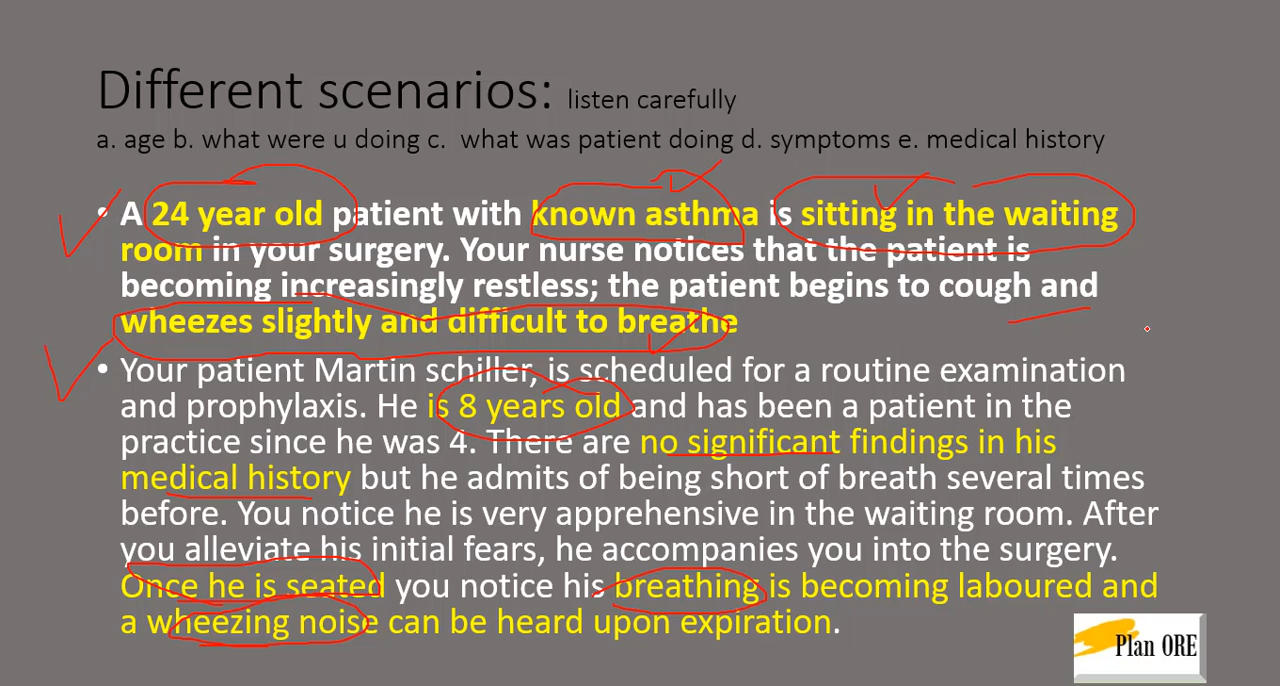 Different scenarios: listen carefully
a. age b. what were u doing c. what was patient doing d. symptoms e. medical history
• A 24 year old patient with known asthma is sitting in the waiting
room in your surgery. Your nurse notices that the patient is
becoming increasingly restless; the patient begins to cough and
wheezes slightly and difficult to breathe
• Your patient Martin schiller, is scheduled for a routine examination
and prophylaxis. He is 8 years old and has been a patient in the
practice since he was 4. There are no significant findings in his
medical history but he admits of being short of breath several times
before. You notice he is very apprehensive in the waiting room. After
you alleviate his initial fears, he accompanies you into the surgery.
Once he is seated you notice his breathing is becoming laboured and
a wheezing noise can be heard upon expiration.
Plan ORE